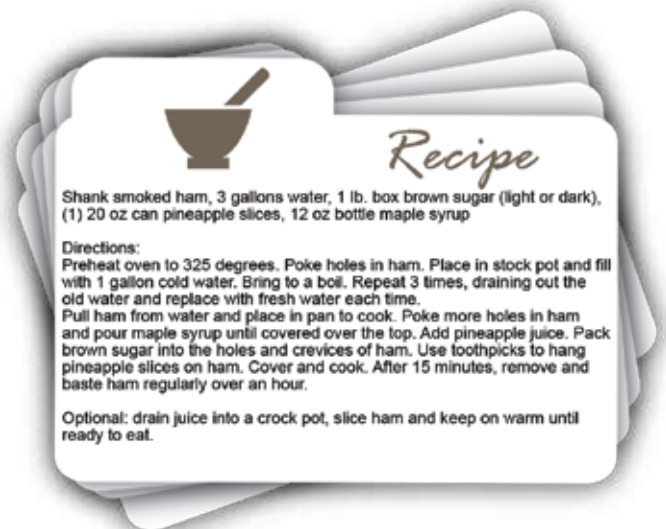 Recipe
Shank smoked ham, 3 gallons water, 1 lb. box brown sugar (light or dark),
(1) 20 oz can pineapple slices, 12 oz bottle maple syrup
Directions:
Preheat oven to 325 degrees. Poke holes in ham. Place in stock pot and fill
with 1 gallon cold water. Bring to a boil. Repeat 3 times, draining out the
old water and replace with fresh water each time.
Pull ham from water and place in pan to cook. Poke more holes in ham
and pour maple syrup until covered over the top. Add pineapple juice. Pack
brown sugar into the holes and crevices of ham. Use toothpicks to hang
pineapple slices on ham. Cover and cook. After 15 minutes, remove and
baste ham regularly over an hour.
Optional: drain juice into a crock pot, slice ham and keep on warm until
ready to eat.